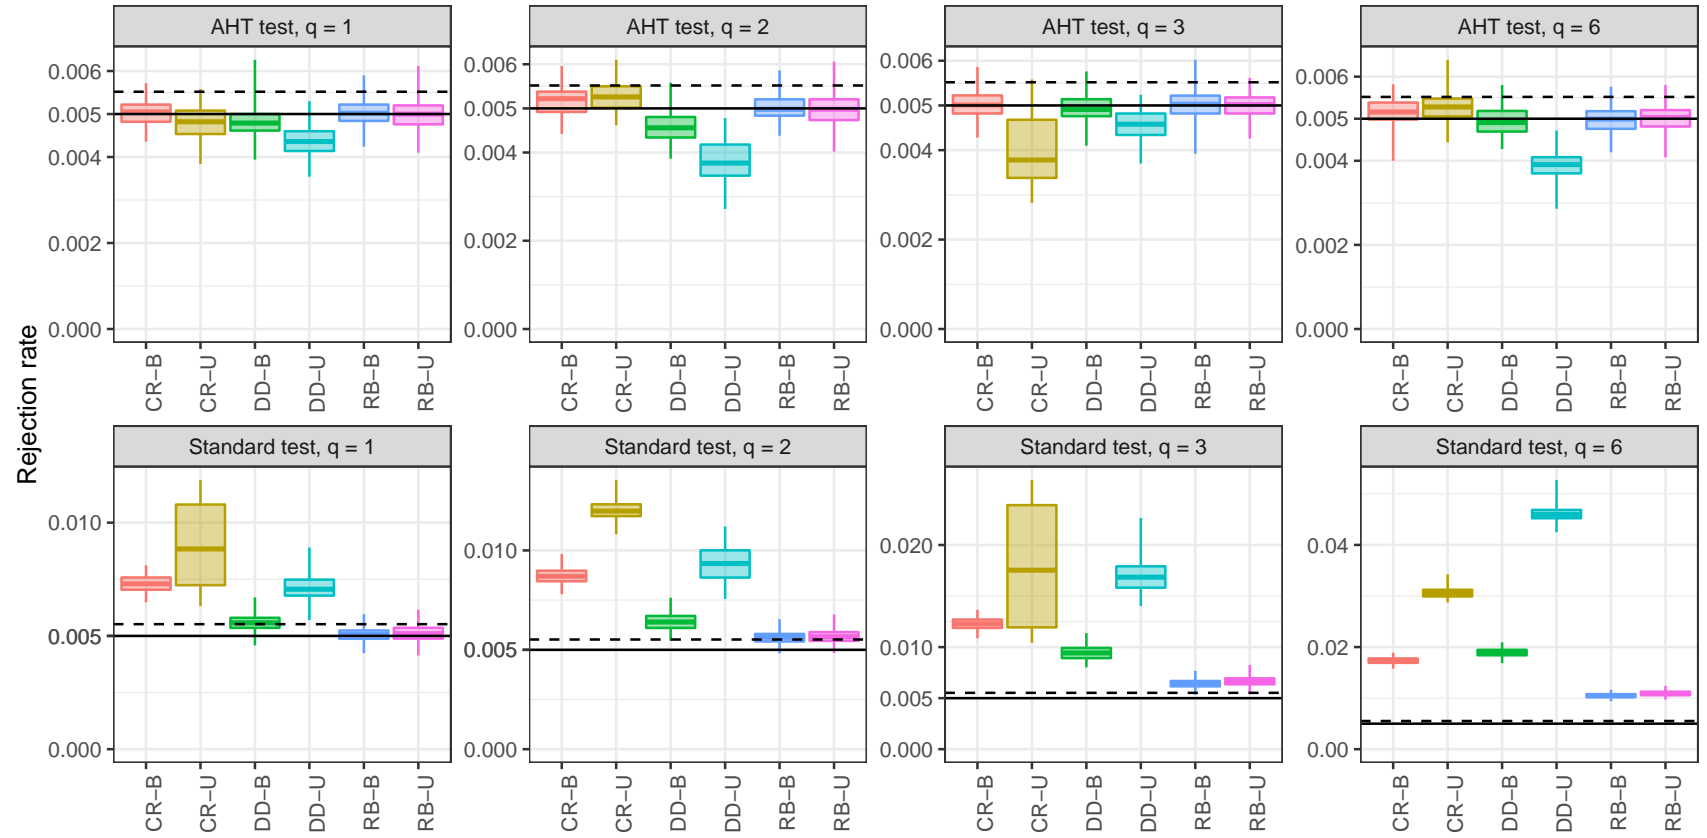 Rejection rate
AHT test, q = 1
0.006
0.005
0.004
0.002
0.000
CR−B CR−U DD−B DD−U RB−B RB−U
AHT test, q = 2
0.006
0.005
0.004
0.002
0.000
CR−B CR−U DD−B DD−U RB−B RB−U
AHT test, q = 3
0.006
0.005
0.004
0.002
0.000
CR−B CR−U DD−B DD−U RB−B RB−U
AHT test, q = 6
0.006
0.005
0.004
0.002
0.000
CR−B CR−U DD−B DD−U RB−B RB−U
Standard test, q = 1
0.010
0.005
0.000
CR−B CR−U DD−B DD−U RB−B RB−U
Standard test, q = 2
0.010
0.005
0.000
CR−B CR−U DD−B DD−U RB−B RB−U
Standard test, q = 3
0.020
0.010
0.005
0.000
CR−B CR−U DD−B DD−U RB−B RB−U
Standard test, q = 6
0.04
0.02
0.00
CR−B CR−U DD−B DD−U RB−B RB−U